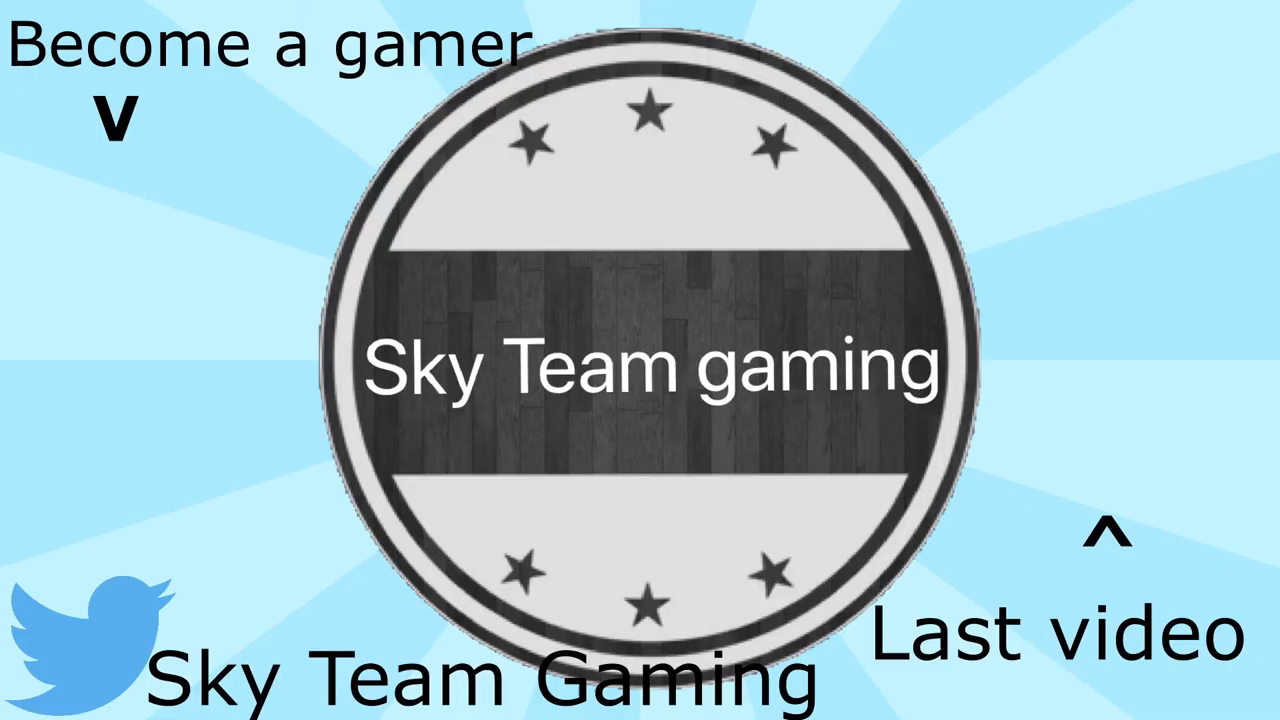 Become a gamer
v
Sky Team gaming
^
Last video
Sky Team Gaming